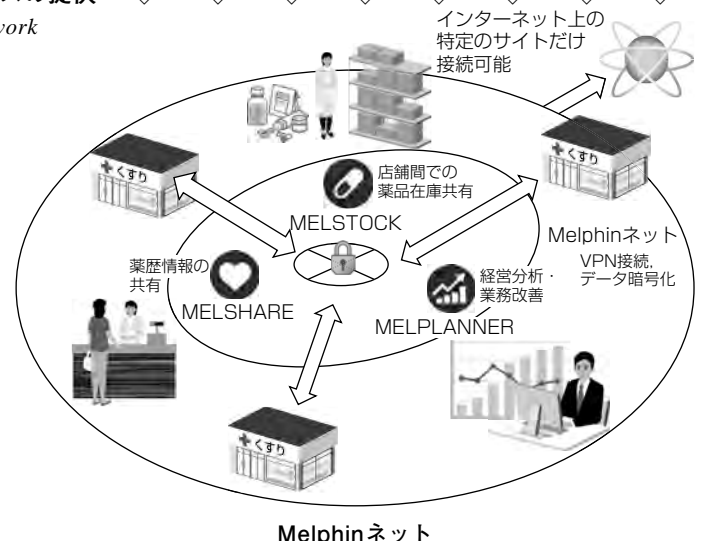 の提供
work
インターネット上の
特定のサイトだけ
接続可能
くすり
くすり
店舗間での
薬品在庫共有
MELSTOCK
Melphinネット
VPN接続,
データ暗号化
薬歴情報の
共有
MELSHARE
経営分析・
業務改善
MELPLANNER
くすり
Melphinネット